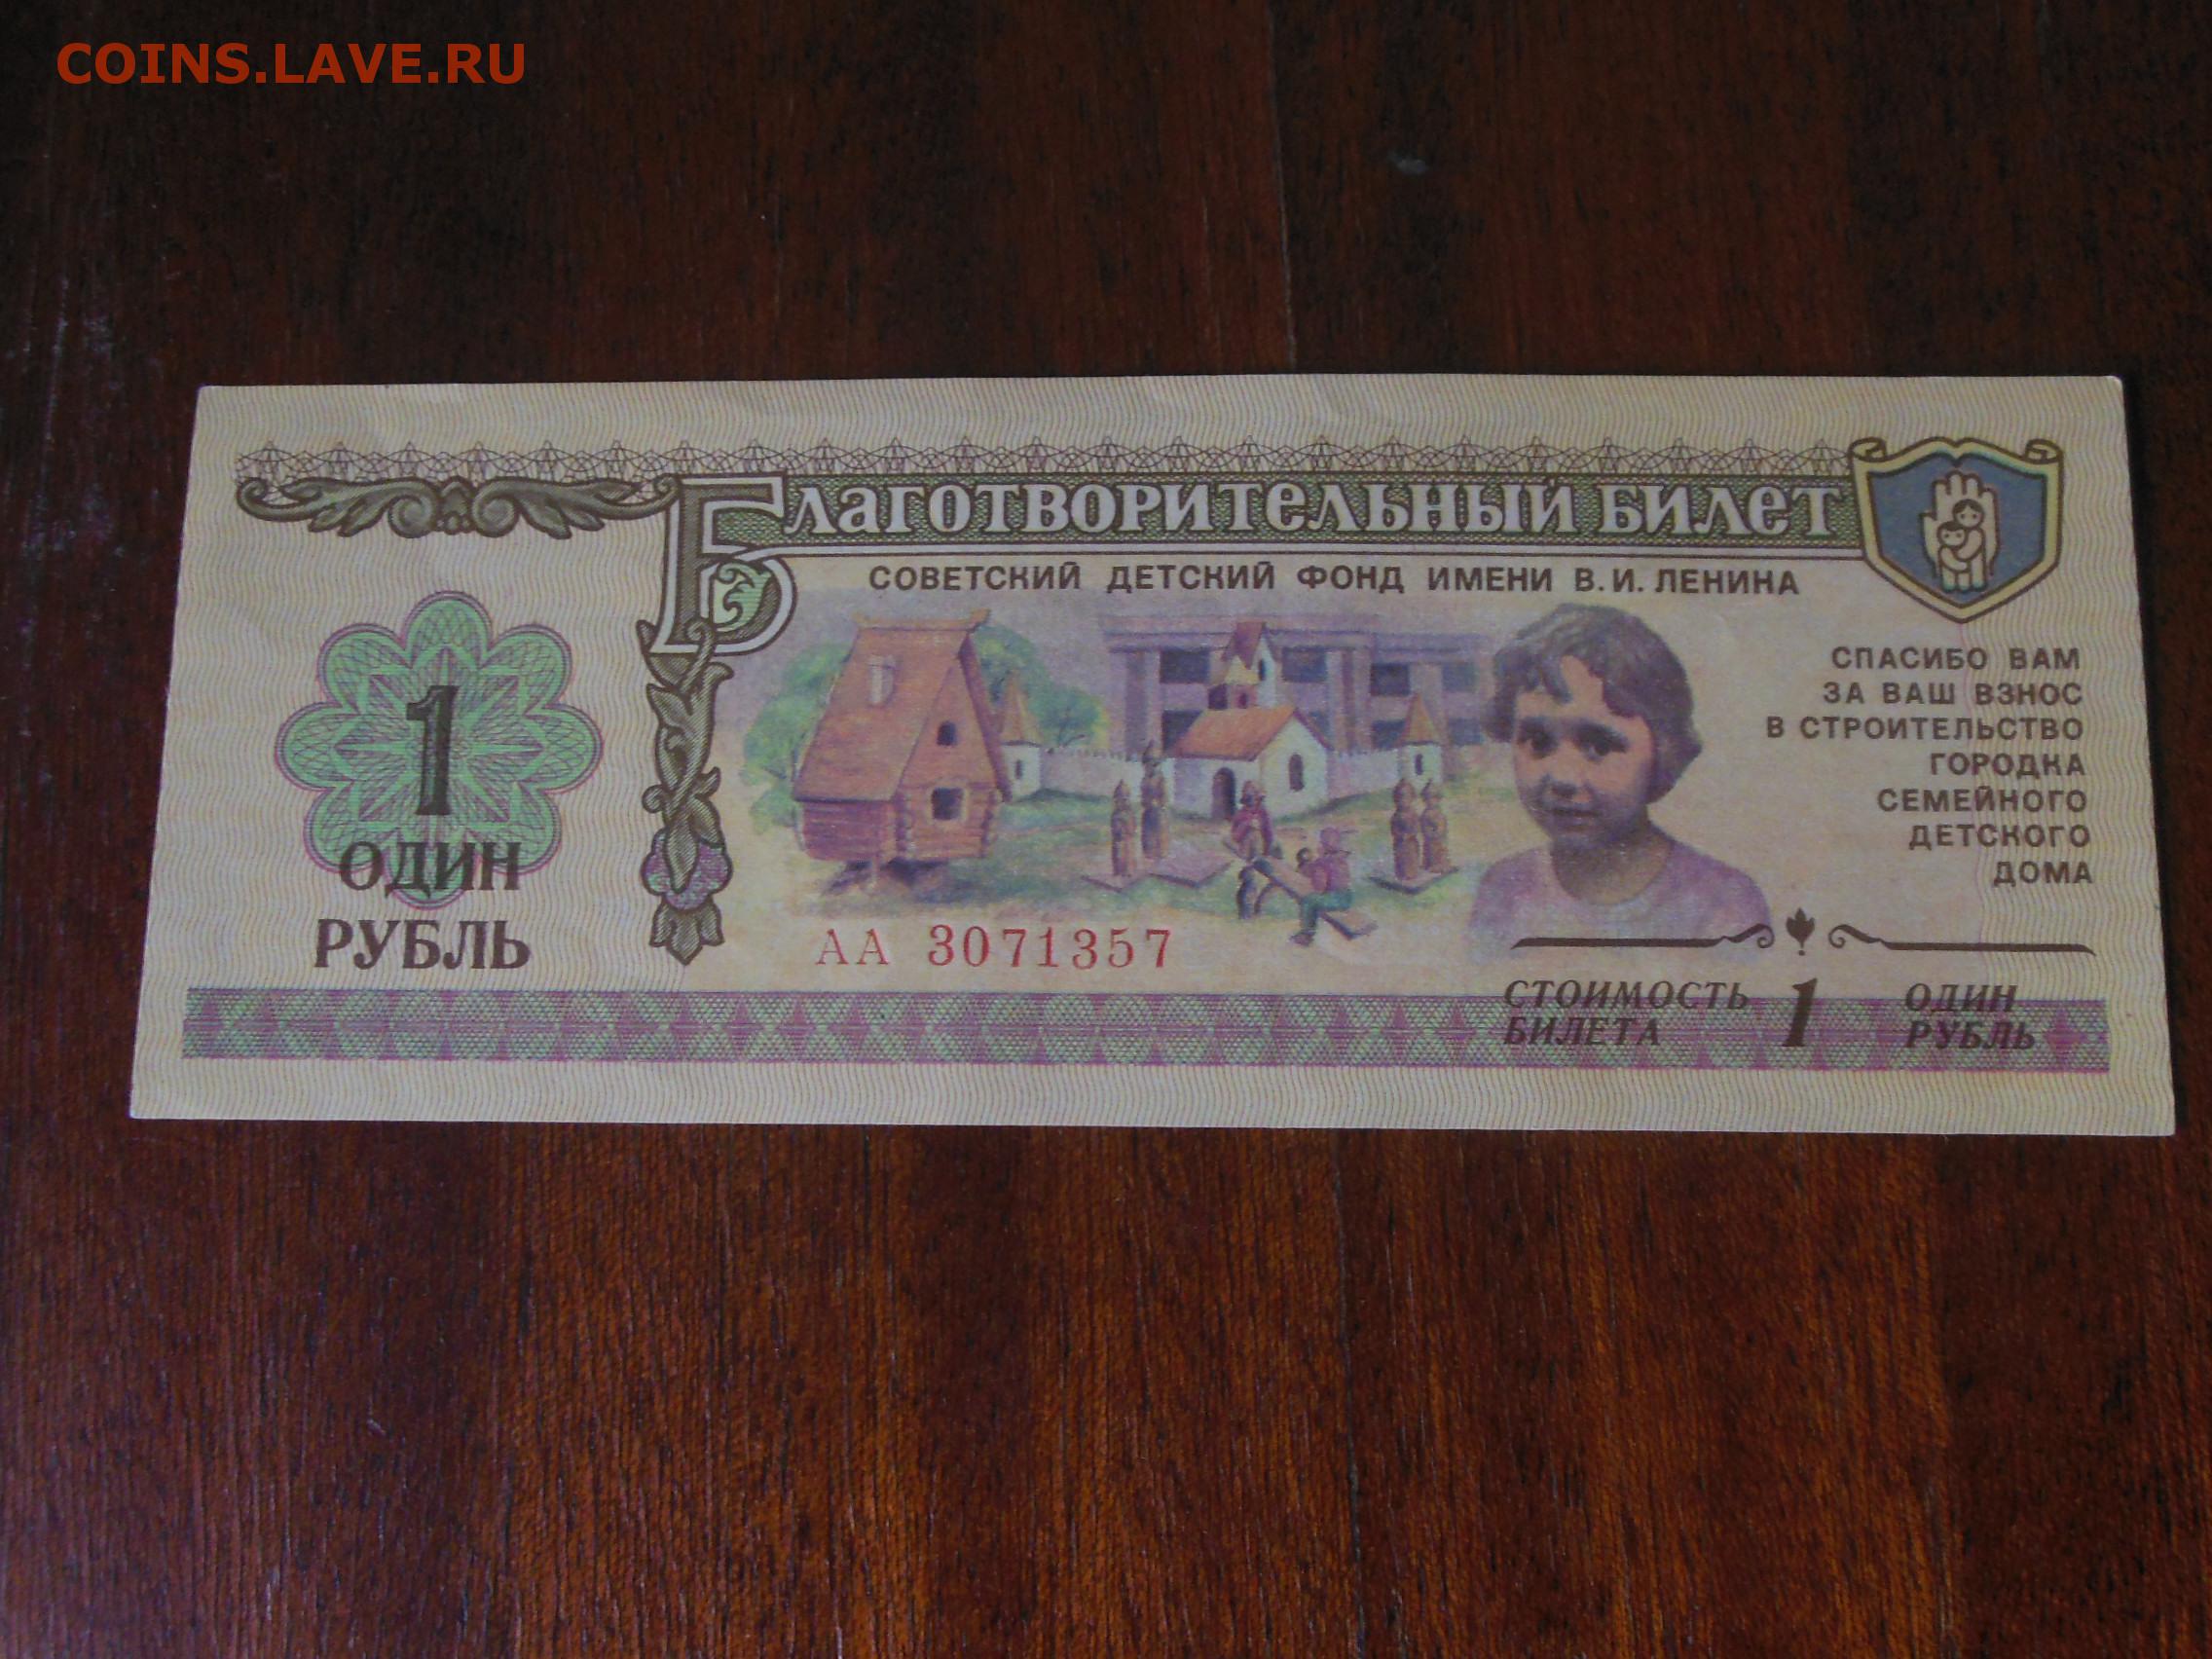 COINS.LAVE.RU
Благотворительный билет
СОВЕТСКИЙ ДЕТСКИЙ ФОНД ИМЕНИ В.И.ЛЕНИНА
1
ОДИН
РУБЛЬ
СПАСИБО ВАМ
ЗА ВАШ ВЗНОС
В СТРОИТЕЛЬСТВО
ГОРОДКА
СЕМЕЙНОГО
ДЕТСКОГО
ДОМА
АА 3071357
СТОИМОСТЬ
БИЛЕТА
1
ОДИН
РУБЛЬ